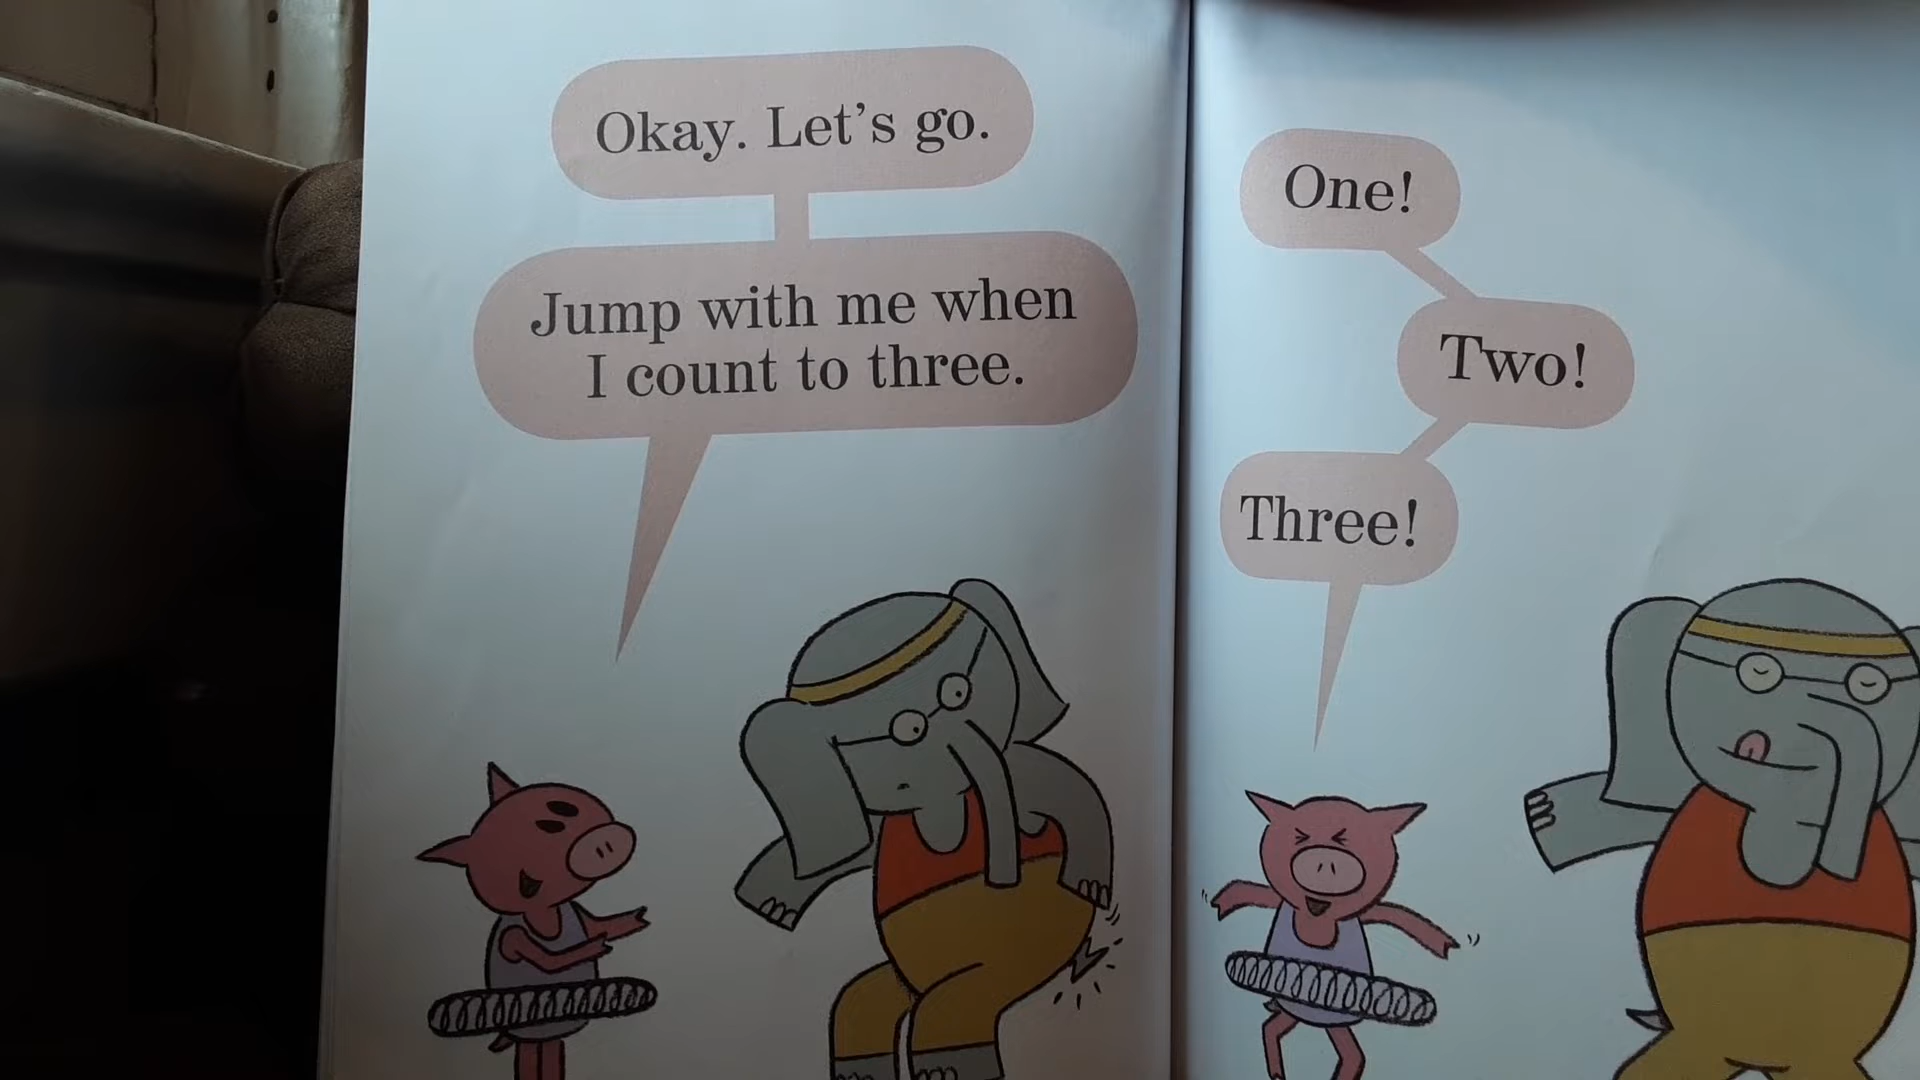 Okay. Let's go.
Jump with me when
I count to three.
One!
Two!
Three!